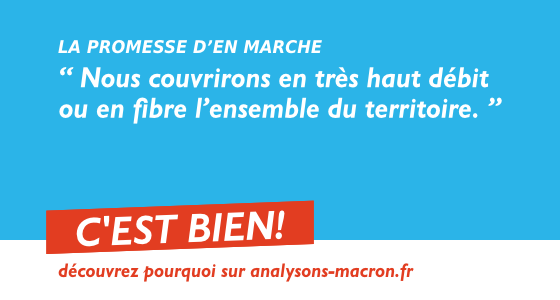 LA PROMESSE D’EN MARCHE
“ Nous couvrirons en très haut débit
ou en fibre l’ensemble du territoire. ”
C'EST BIEN!
découvrez pourquoi sur analysons-macron.fr